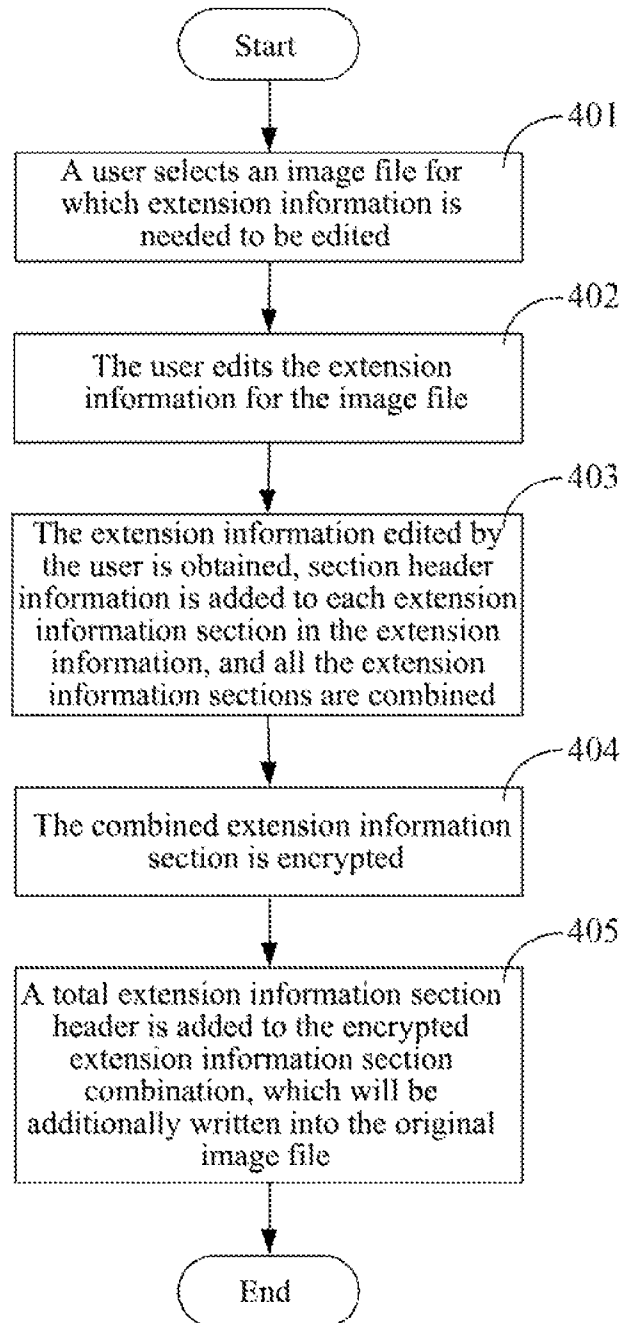 Start
401
A user selects an image file for
which extension information is
needed to be edited
402
The user edits the extension
information for the image file
403
The extension information edited by
the user is obtained, section header
information is added to each extension
information section in the extension
information, and all the extension
information sections are combined
404
The combined extension information
section is encrypted
405
A total extension information section
header is added to the encrypted
extension information section
combination, which will be
additionally written into the original
image file
End